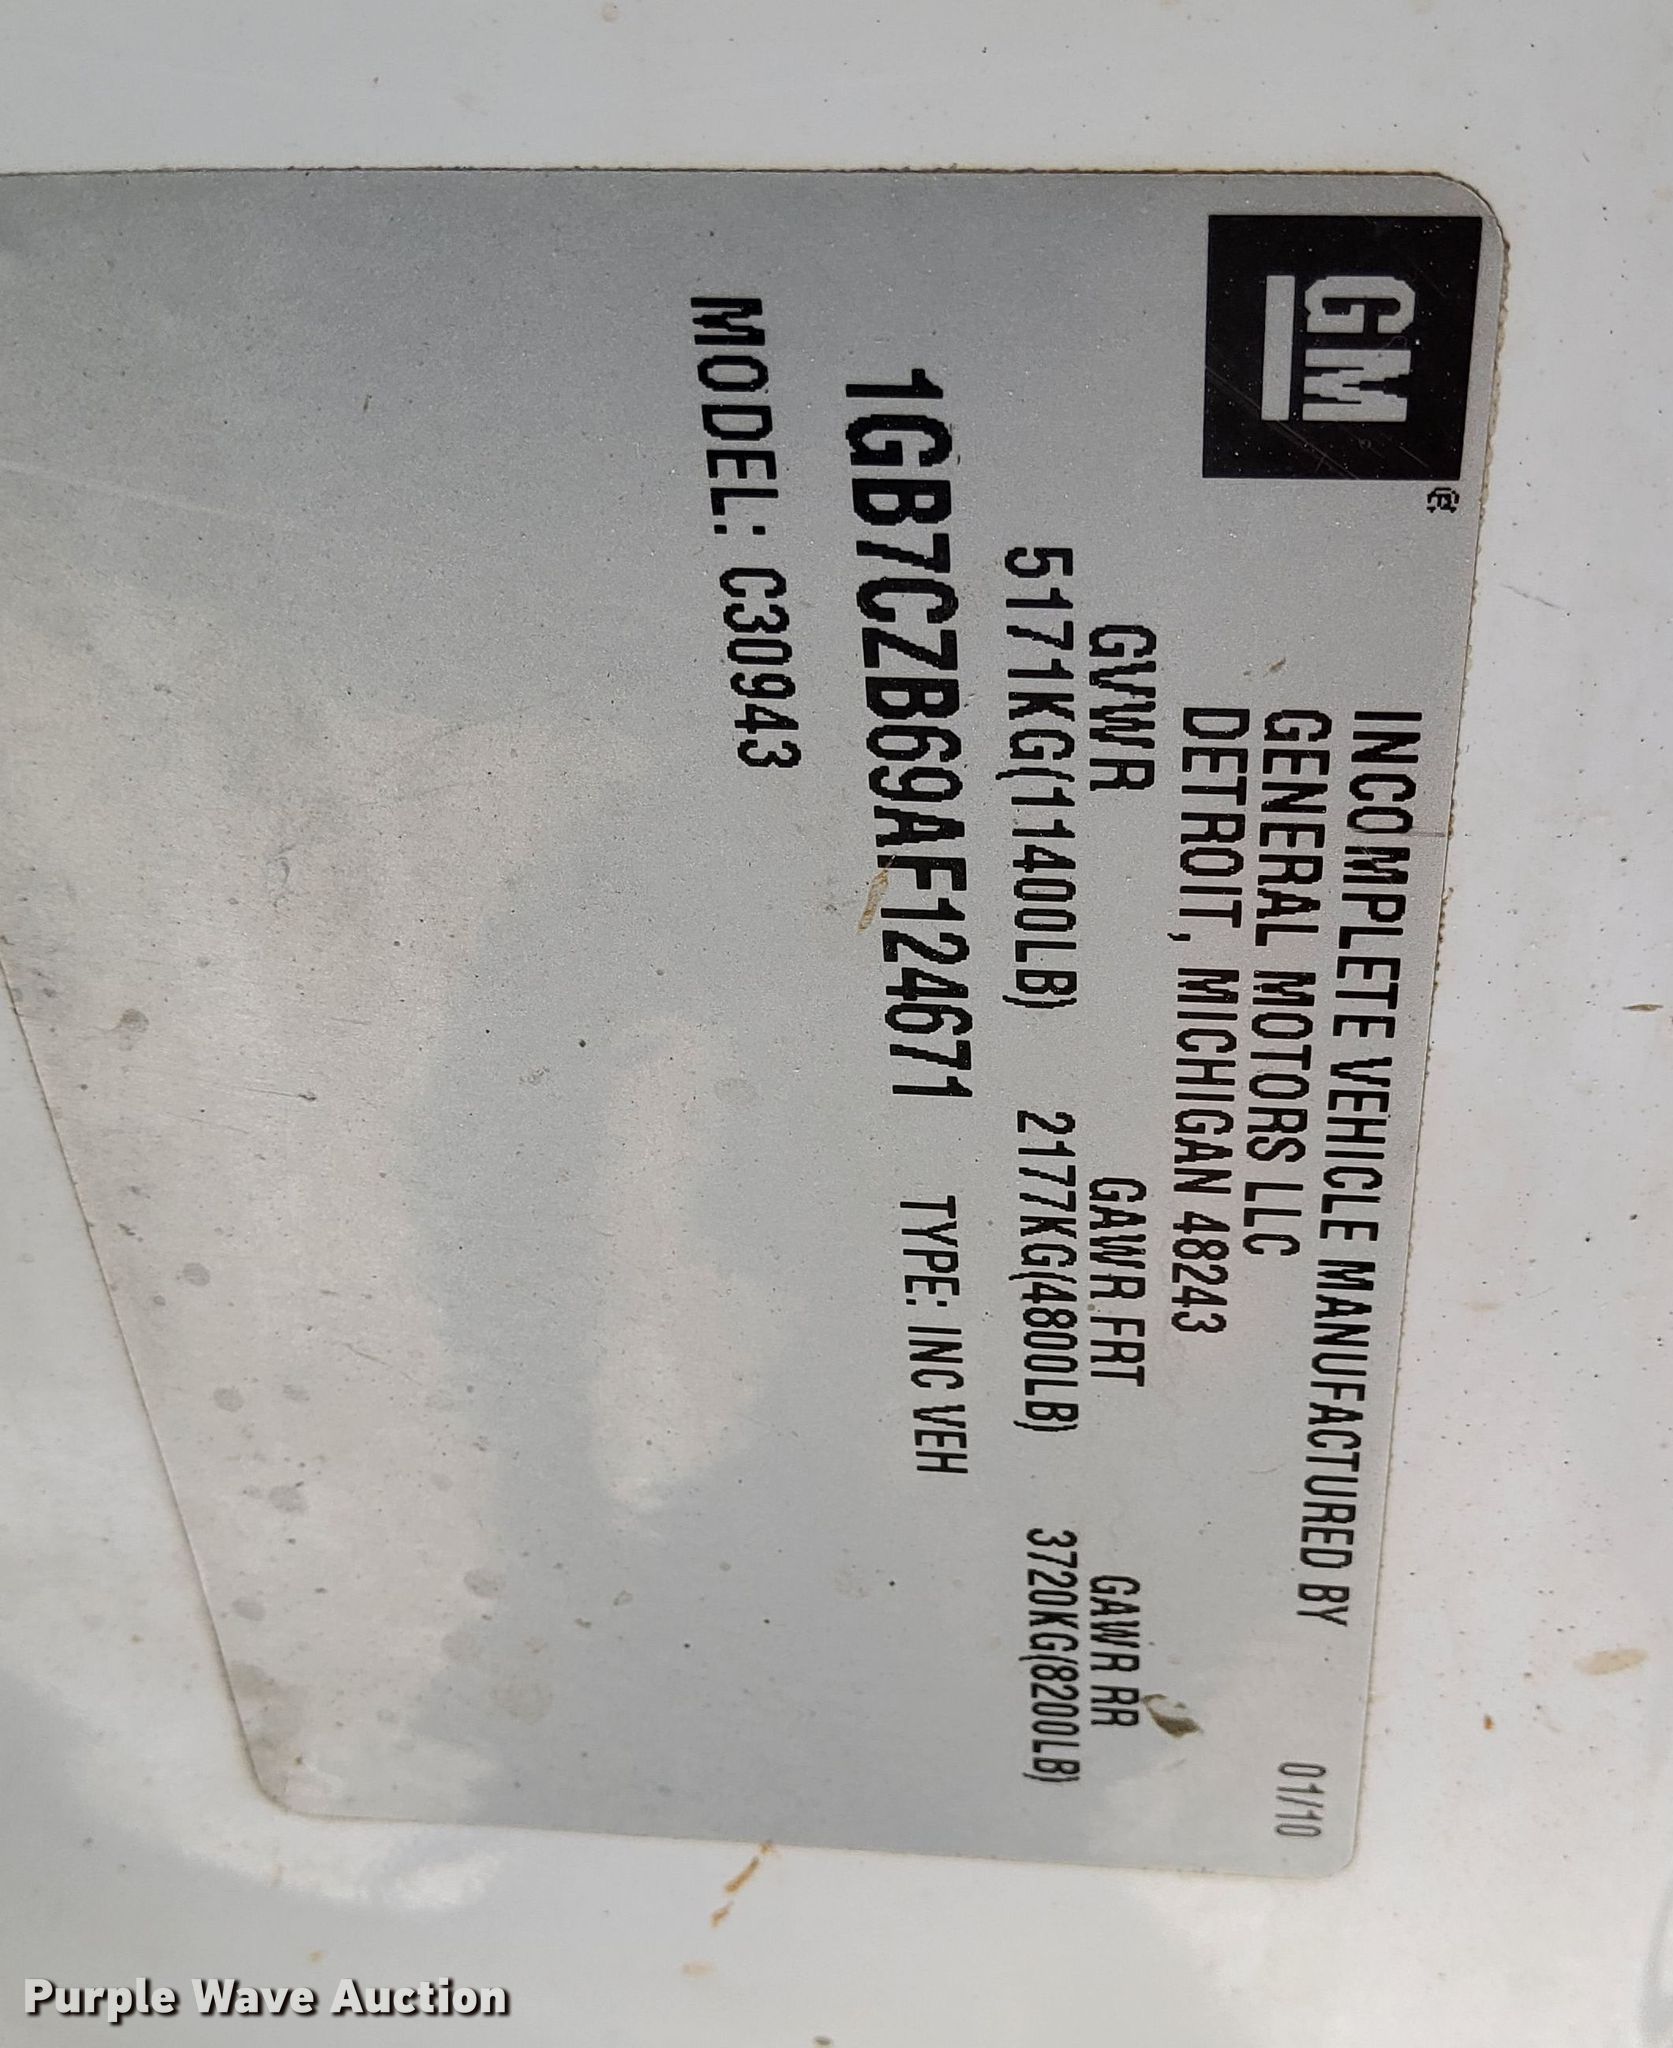 GM®
INCOMPLETE VEHICLE MANUFACTURED BY 01/10
GENERAL MOTORS LLC
DETROIT, MICHIGAN 48243
GVWR GAWR FRT GAWR RR
5171KG(11400LB) 2177KG(4800LB) 3720KG(8200LB)
1GB7CZB69AF124671 TYPE: INC VEH
MODEL: C30943
Purple Wave Auction